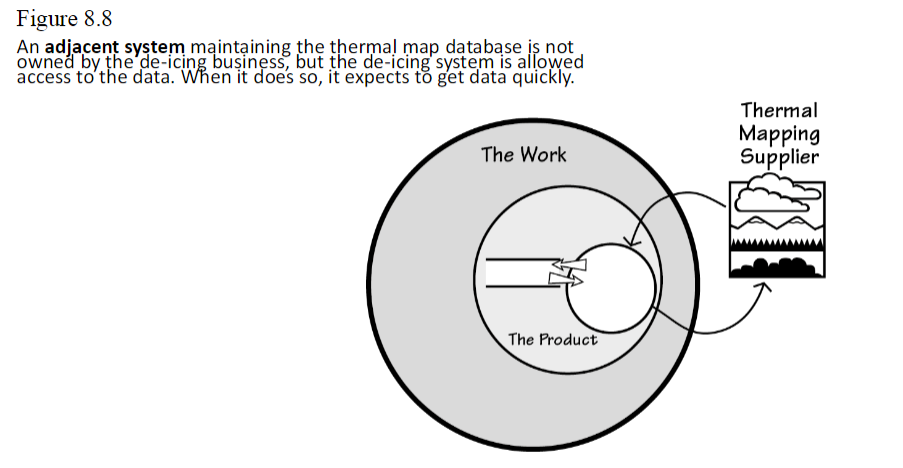 Figure 8.8
An adjacent system maintaining the thermal map database is not
owned by the de-icing business, but the de-icing system is allowed
access to the data. When it does so, it expects to get data quickly.
Thermal
Mapping
Supplier
The Work
The Product